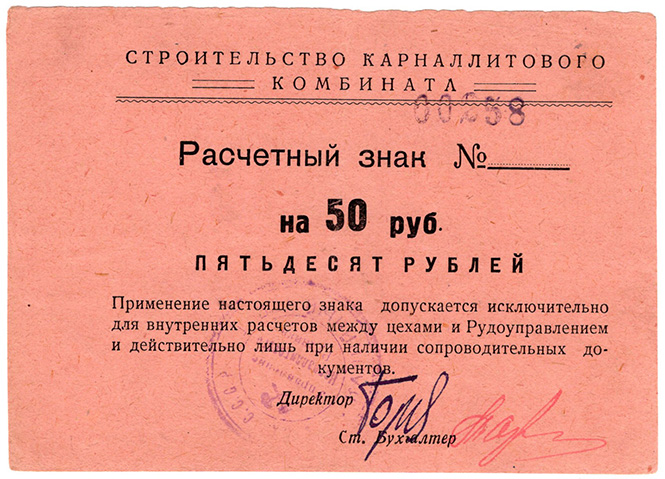 СТРОИТЕЛЬСТВО КАРНАЛЛИТОВОГО
КОМБИНАТА
Расчетный знак №
на 50 руб.
ПЯТЬДЕСЯТ РУБЛЕЙ
Применение настоящего знака допускается исключительно
для внутренних расчетов между цехами и Рудоуправлением
и действительно лишь при наличии сопроводительных до-
кументов.
СССР
Директор
Ст. Бухгалтер